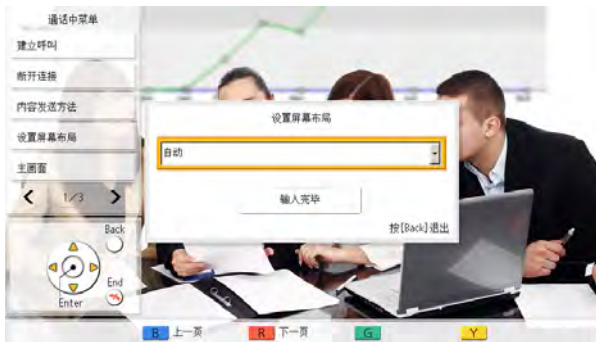 通话中菜单
建立呼叫
断开连接
内容发送方法
设置屏幕布局
主画面
1/3
Back
End
Enter
设置屏幕布局
自动
输入完毕
按[Back]退出
B 上一页 R 下一页 G Y